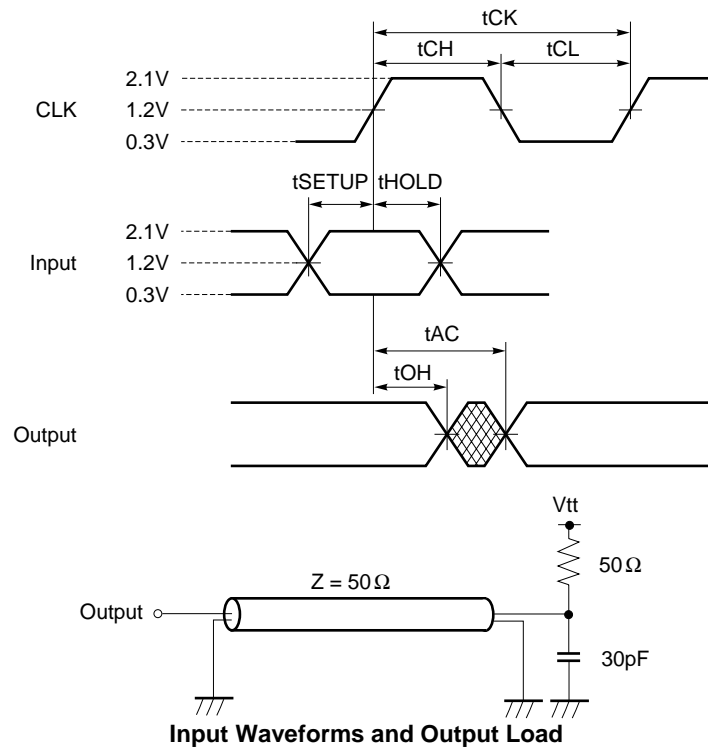 tCK
tCH
tCL
2.1V
CLK
1.2V
0.3V
tSETUP
tHOLD
2.1V
Input
1.2V
0.3V
tAC
tOH
Output
Vtt
50Ω
Z = 50Ω
Output
30pF
Input Waveforms and Output Load